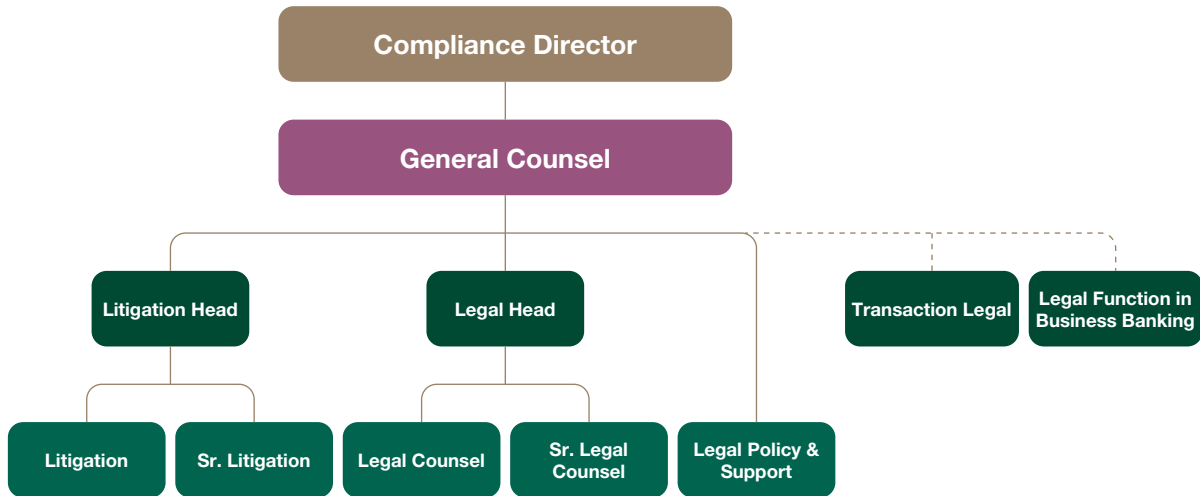 Compliance Director
General Counsel
Litigation Head
Legal Head
Transaction Legal
Legal Function in
Business Banking
Litigation
Sr. Litigation
Legal Counsel
Sr. Legal
Counsel
Legal Policy &
Support